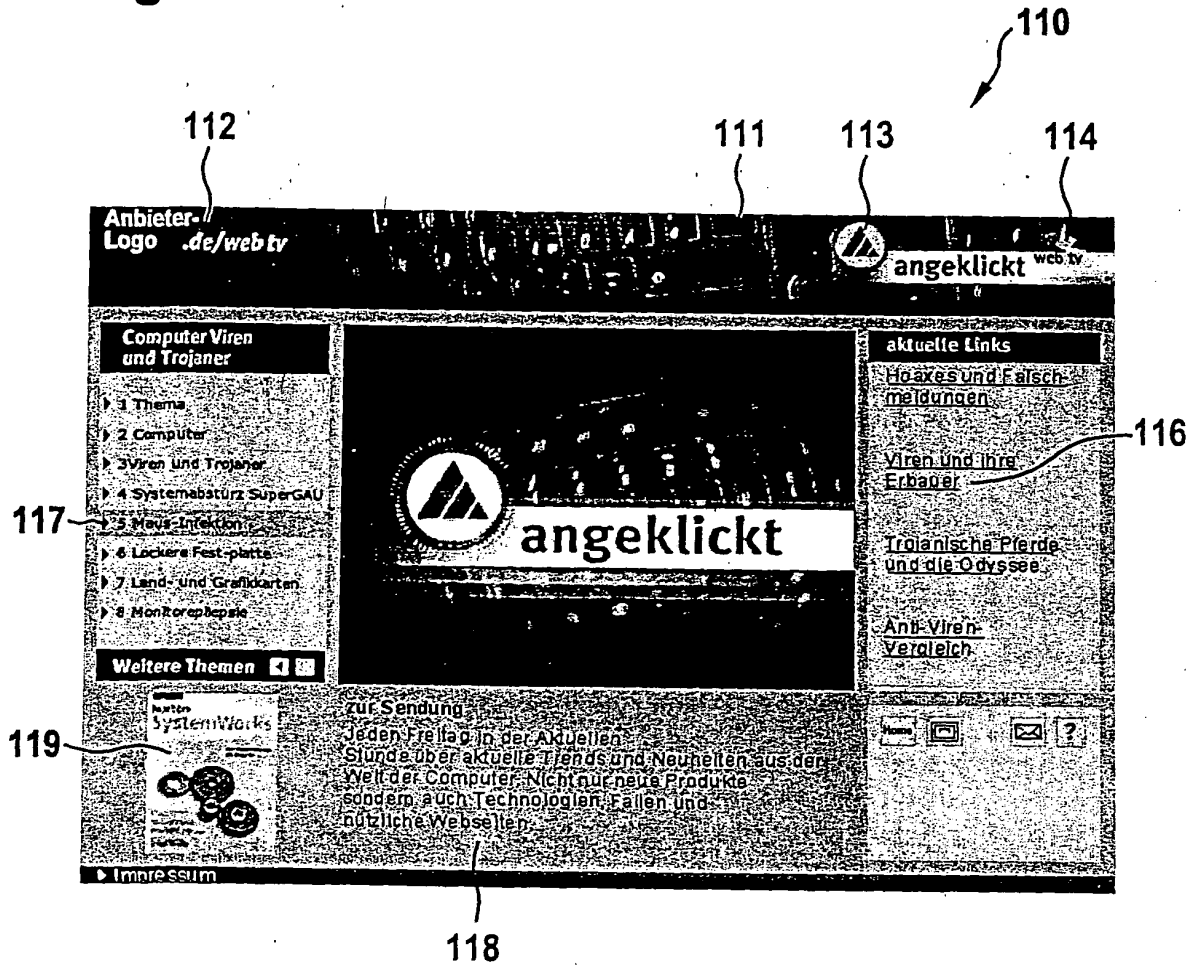 110
112
111
113
114
Anbieter-
Logo .de/webtv
angeklickt web tv
Computer Viren
und Trojaner
1 Thema
2 Computer
3Viren und Trojaner
4 Systemabsturz SuperGAU
5 Maus-Infektion
6 Lockere Fest-platte
7 Land- und Grafikkarten
8 Monitorepilepsie
Weitere Themen
117
angeklickt
aktuelle Links
Hoaxes und Falsch-
meldungen
Viren und ihre
Erbauer
Trojanische Pferde
und die Odyssee
Anti-Viren-
Vergleich
116
SystemWorks
119
zur Sendung
Jeden Freitag in der Aktuellen
Stunde über aktuelle Trends und Neuheiten aus der
Welt der Computer. Nicht nur neue Produkte
sondern auch Technologien, Fallen und
nützliche Webseiten.
118
Home
?
Impressum